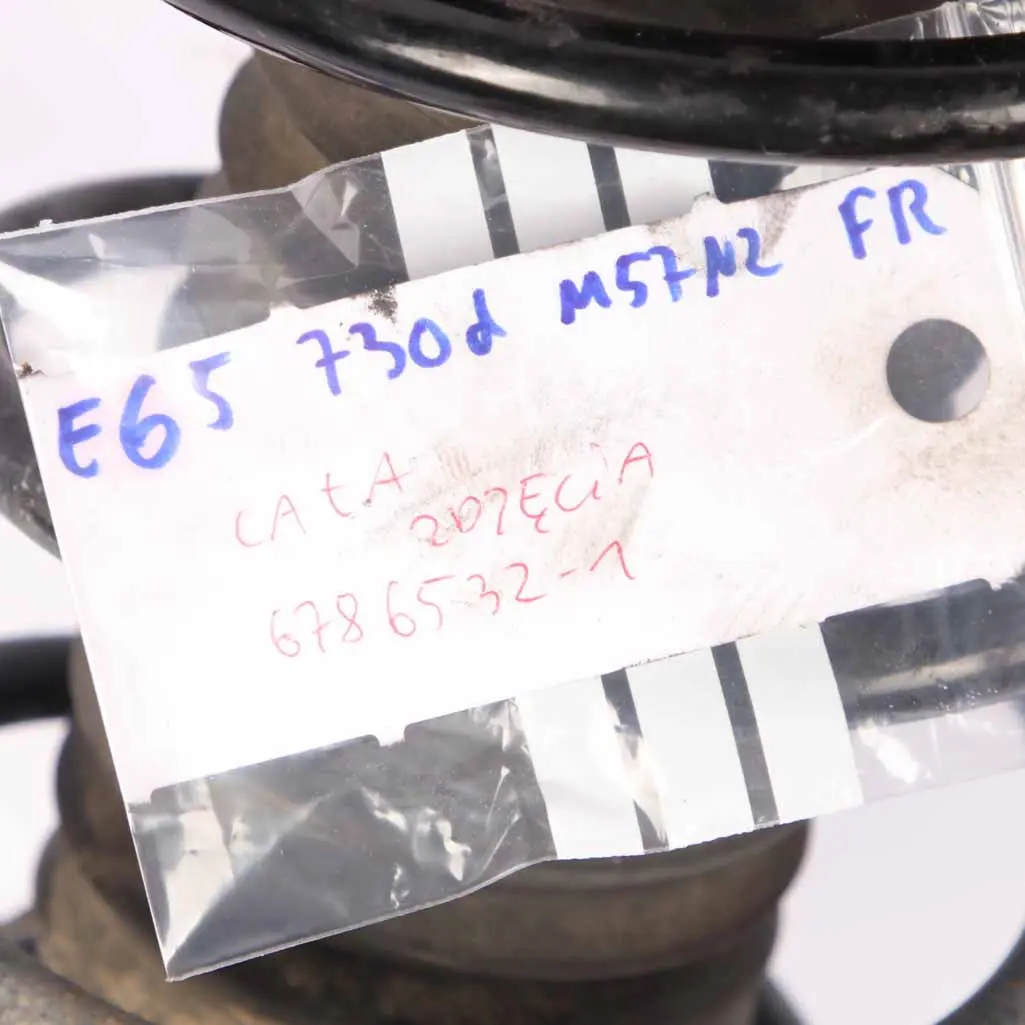 E65 730d M57N2 FR
CAŁA
ZDJĘCIA
6786532-1